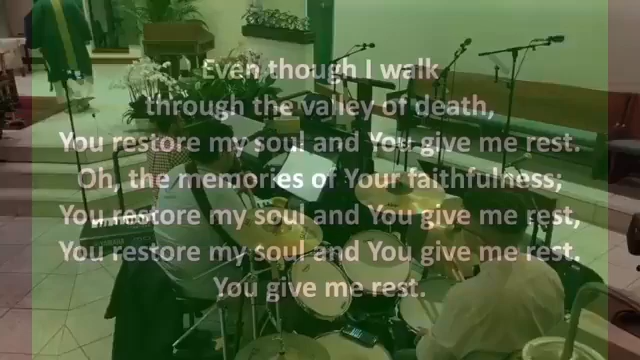 Even though I walk
through the valley of death,
You restore my soul and You give me rest.
Oh, the memories of Your faithfulness;
You restore my soul and You give me rest,
You restore my soul and You give me rest.
You give me rest.